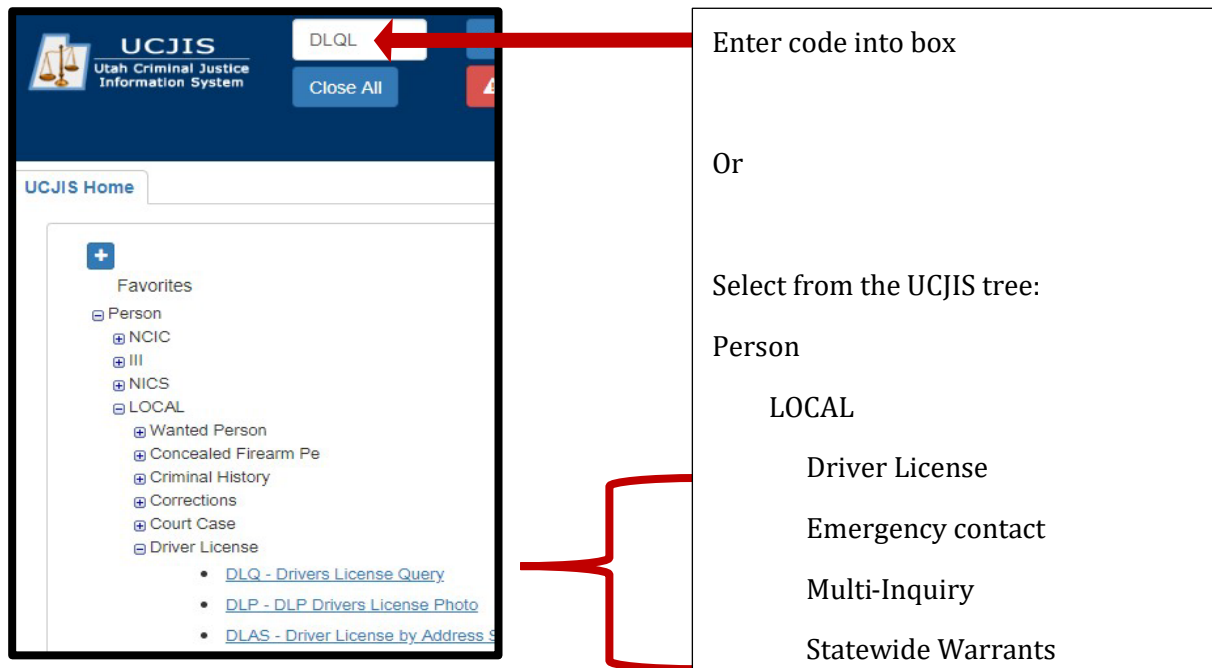 UCJIS
Utah Criminal Justice
Information System
DLQL
Close All
UCJIS Home
Favorites
Person
NCIC
III
NICS
LOCAL
Wanted Person
Concealed Firearm Pe
Criminal History
Corrections
Court Case
Driver License
DLQ - Drivers License Query
DLP - DLP Drivers License Photo
DLAS - Driver License by Address
Enter code into box
Or
Select from the UCJIS tree:
Person
LOCAL
Driver License
Emergency contact
Multi-Inquiry
Statewide Warrants